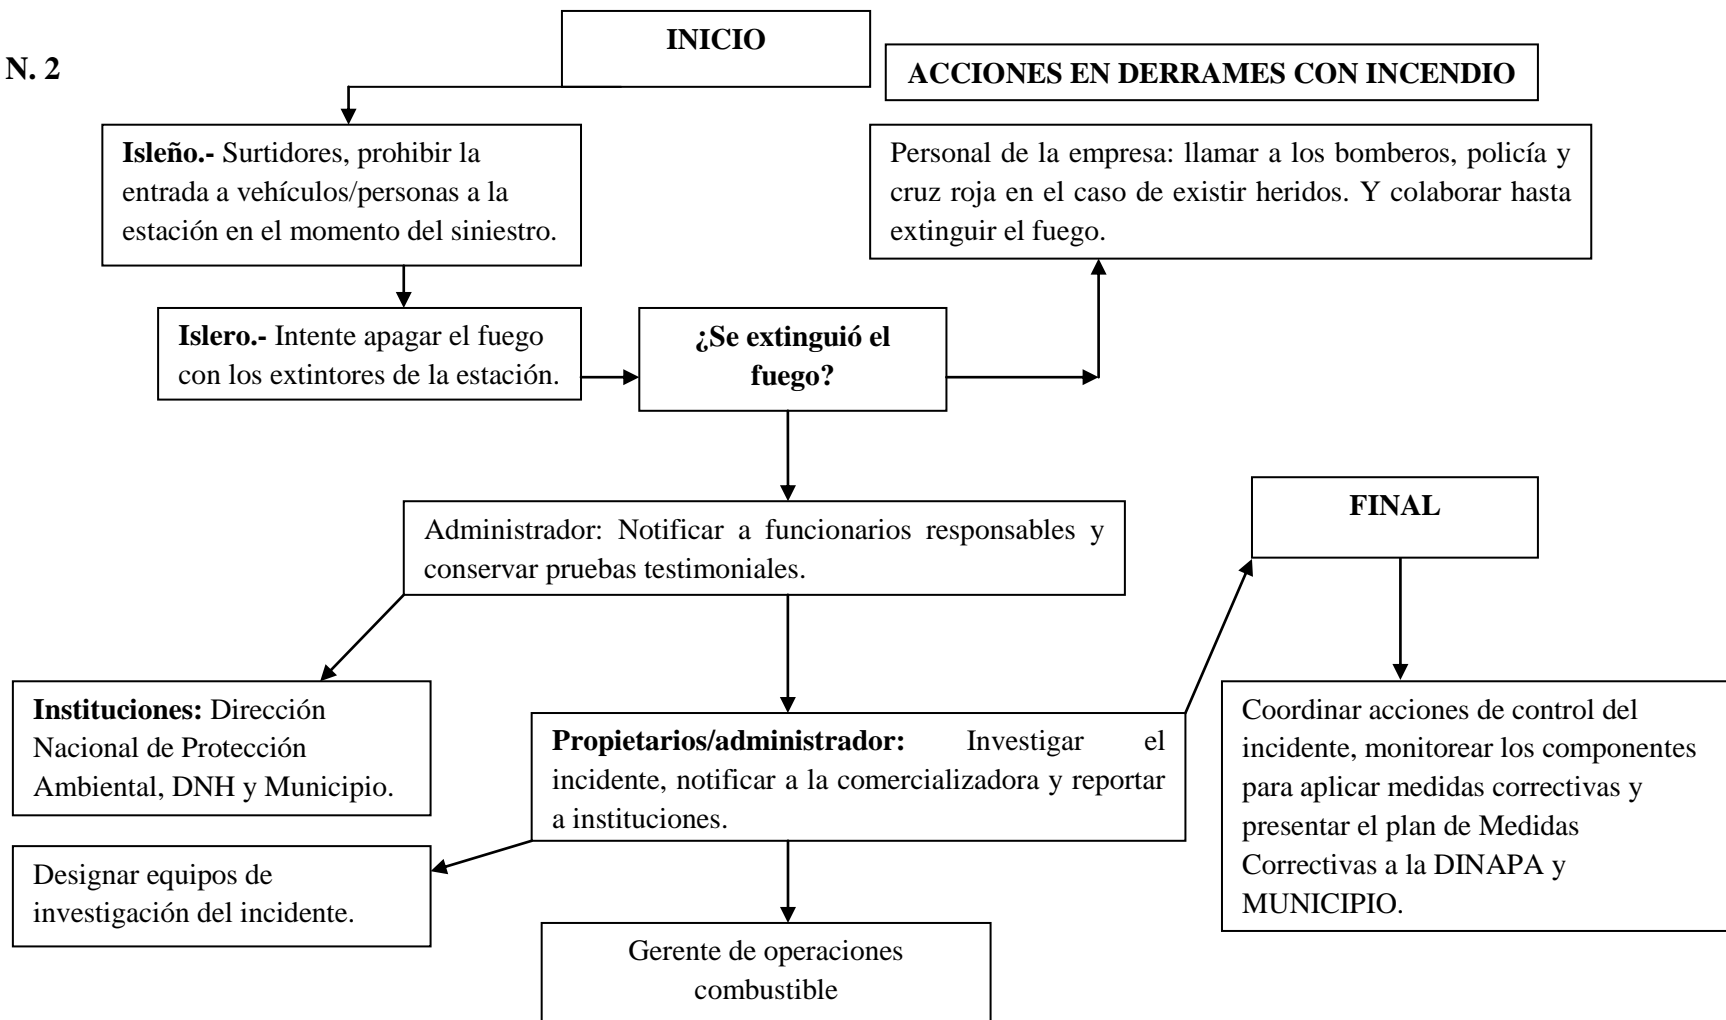 INICIO
N. 2
ACCIONES EN DERRAMES CON INCENDIO
Isleño.- Surtidores, prohibir la
entrada a vehículos/personas a la
estación en el momento del siniestro.
Personal de la empresa: llamar a los bomberos, policía y
cruz roja en el caso de existir heridos. Y colaborar hasta
extinguir el fuego.
Islero.- Intente apagar el fuego
con los extintores de la estación.
¿Se extinguió el
fuego?
Administrador: Notificar a funcionarios responsables y
conservar pruebas testimoniales.
FINAL
Instituciones: Dirección
Nacional de Protección
Ambiental, DNH y Municipio.
Propietarios/administrador: Investigar el
incidente, notificar a la comercializadora y reportar
a instituciones.
Coordinar acciones de control del
incidente, monitorear los componentes
para aplicar medidas correctivas y
presentar el plan de Medidas
Correctivas a la DINAPA y
MUNICIPIO.
Designar equipos de
investigación del incidente.
Gerente de operaciones
combustible